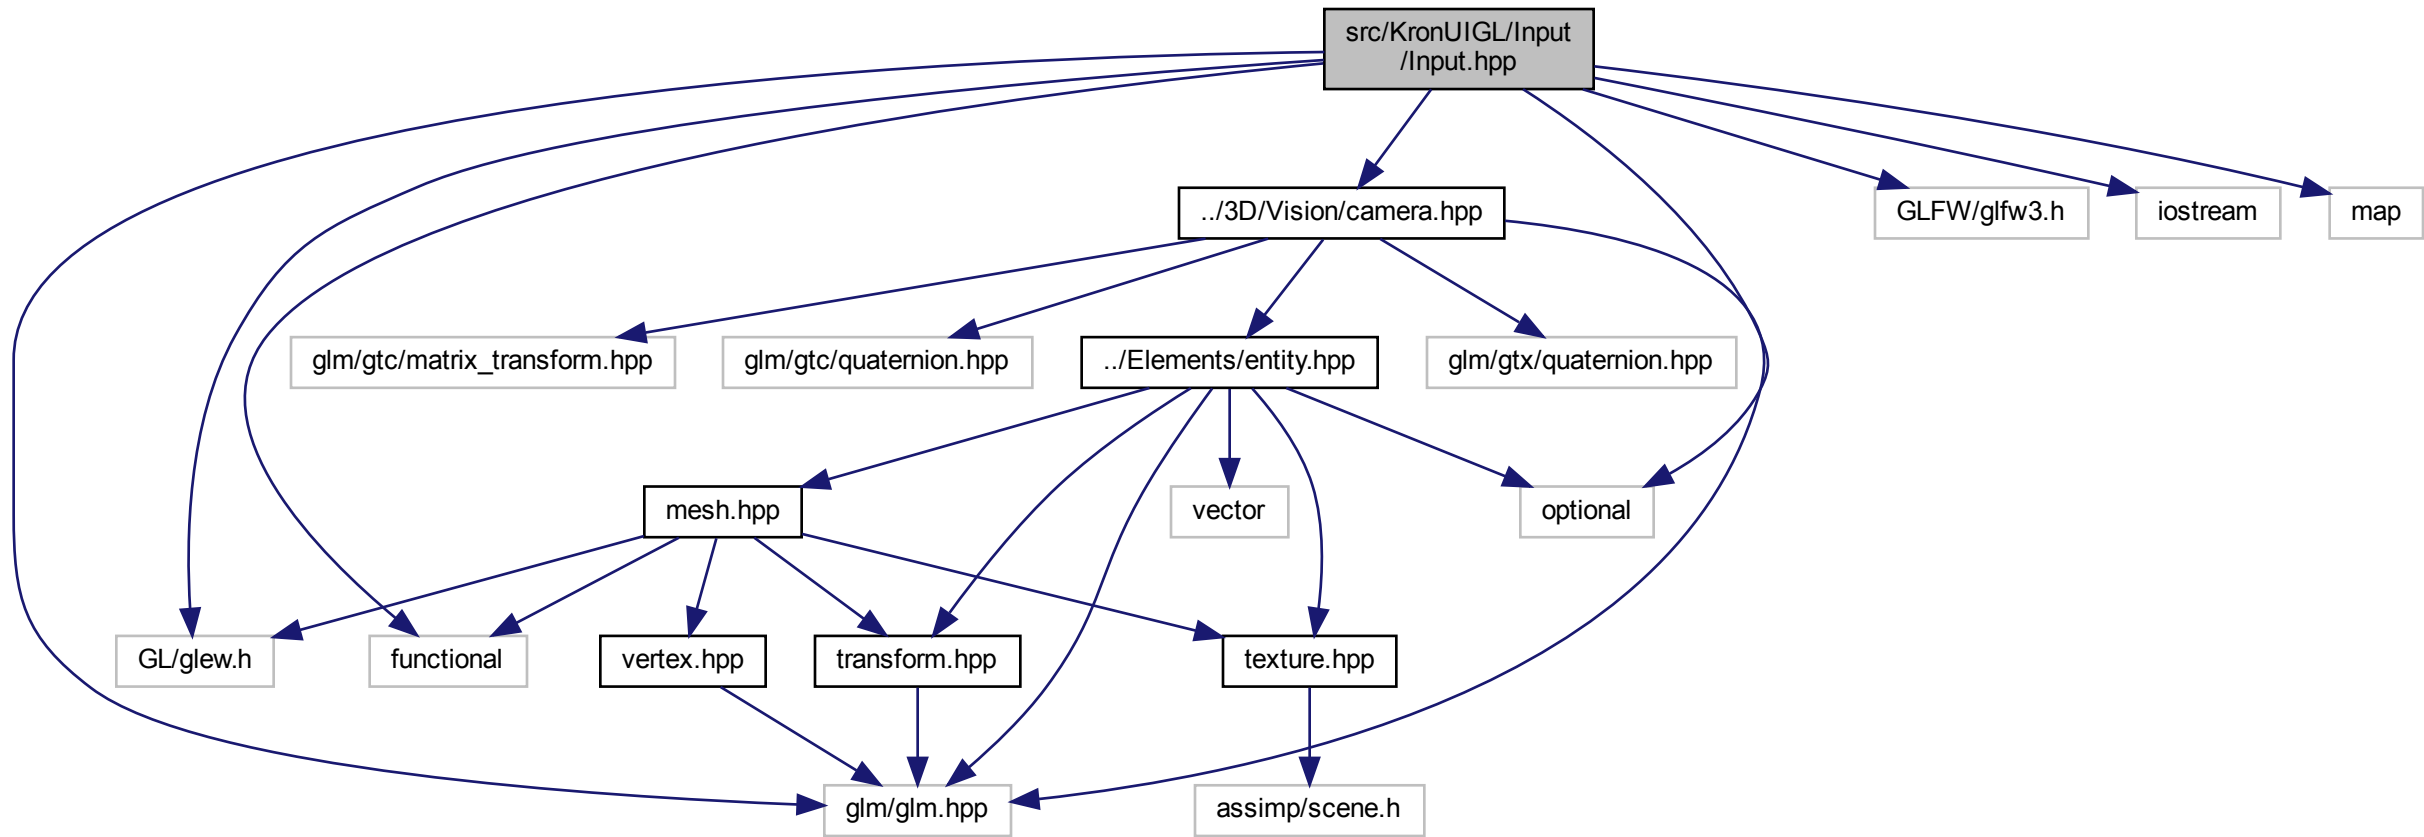 src/KronUIGL/Input
/Input.hpp
../3D/Vision/camera.hpp
GLFW/glfw3.h
iostream
map
glm/gtc/matrix_transform.hpp
glm/gtc/quaternion.hpp
../Elements/entity.hpp
glm/gtx/quaternion.hpp
mesh.hpp
vector
optional
GL/glew.h
functional
vertex.hpp
transform.hpp
texture.hpp
glm/glm.hpp
assimp/scene.h